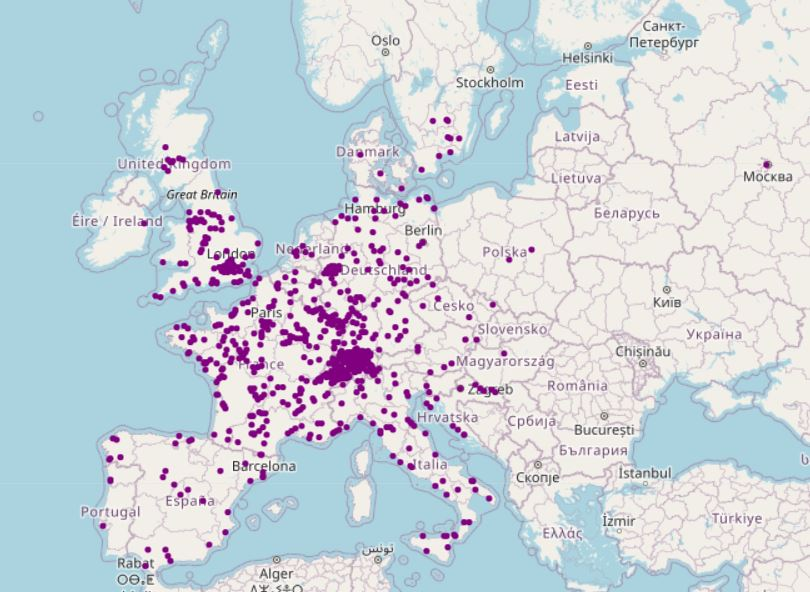 Санкт-
Петербург
Oslo
Helsinki
Stockholm
Eesti
Latvija
Danmark
United Kingdom
Москва
Lietuva
Great Britain
Hamburg
Беларусь
Éire / Ireland
Berlin
Nederland
London
Polska
Deutschland
Київ
Česko
Paris
Slovensko
Україна
Chișinău
France
Magyarország
Zagreb
România
Hrvatska
Србија
București
България
Barcelona
Italia
Скопје
İstanbul
España
Portugal
İzmir
Türkiye
Ελλάς
تونس
Rabat
Alger
ⵔⴱⴰⵟ